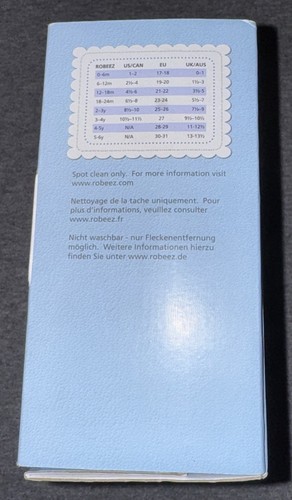 ROBEEZ US/CAN EU UK/AUS
0-6m 1-2 17-18 0-1
6-12m 2½-4 19-20 1½-3
12-18m 4½-6 21-22 3½-5
18-24m 6½-8 23-24 5½-7
2-3y 8½-10 25-26 7½-9
3-4y 10½-11½ 27 9½-10½
4-5y N/A 28-29 11-12½
5-6y N/A 30-31 13-13½
Spot clean only. For more information visit
www.robeez.com
Nettoyage de la tache uniquement. Pour
plus d'informations, veuillez consulter
www.robeez.fr
Nicht waschbar - nur Fleckenentfernung
möglich. Weitere Informationen hierzu
finden Sie unter www.robeez.de